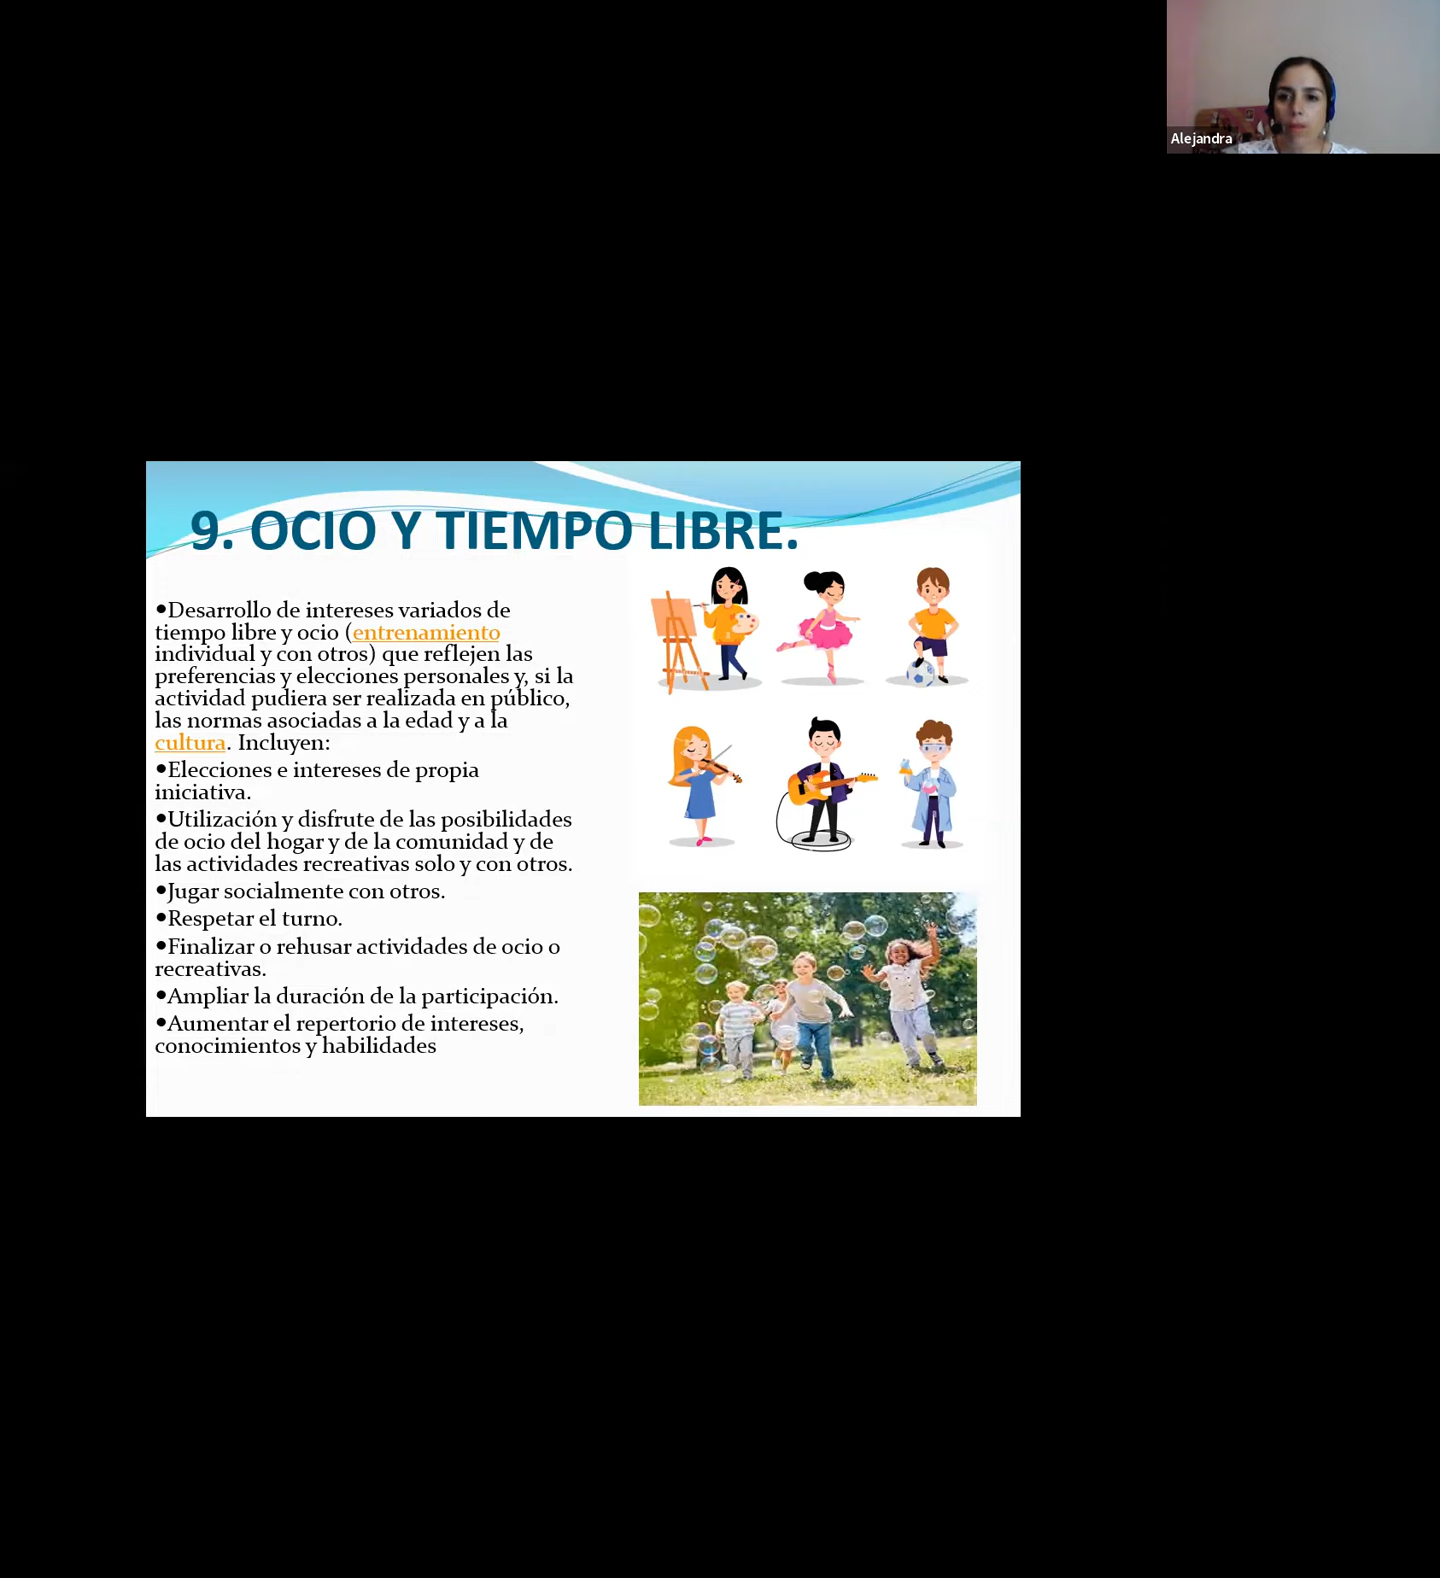 Alejandra
9. OCIO Y TIEMPO LIBRE.
•Desarrollo de intereses variados de
tiempo libre y ocio (entrenamiento
individual y con otros) que reflejen las
preferencias y elecciones personales y, si la
actividad pudiera ser realizada en público,
las normas asociadas a la edad y a la
cultura. Incluyen:
•Elecciones e intereses de propia
iniciativa.
•Utilización y disfrute de las posibilidades
de ocio del hogar y de la comunidad y de
las actividades recreativas solo y con otros.
•Jugar socialmente con otros.
•Respetar el turno.
•Finalizar o rehusar actividades de ocio o
recreativas.
•Ampliar la duración de la participación.
•Aumentar el repertorio de intereses,
conocimientos y habilidades